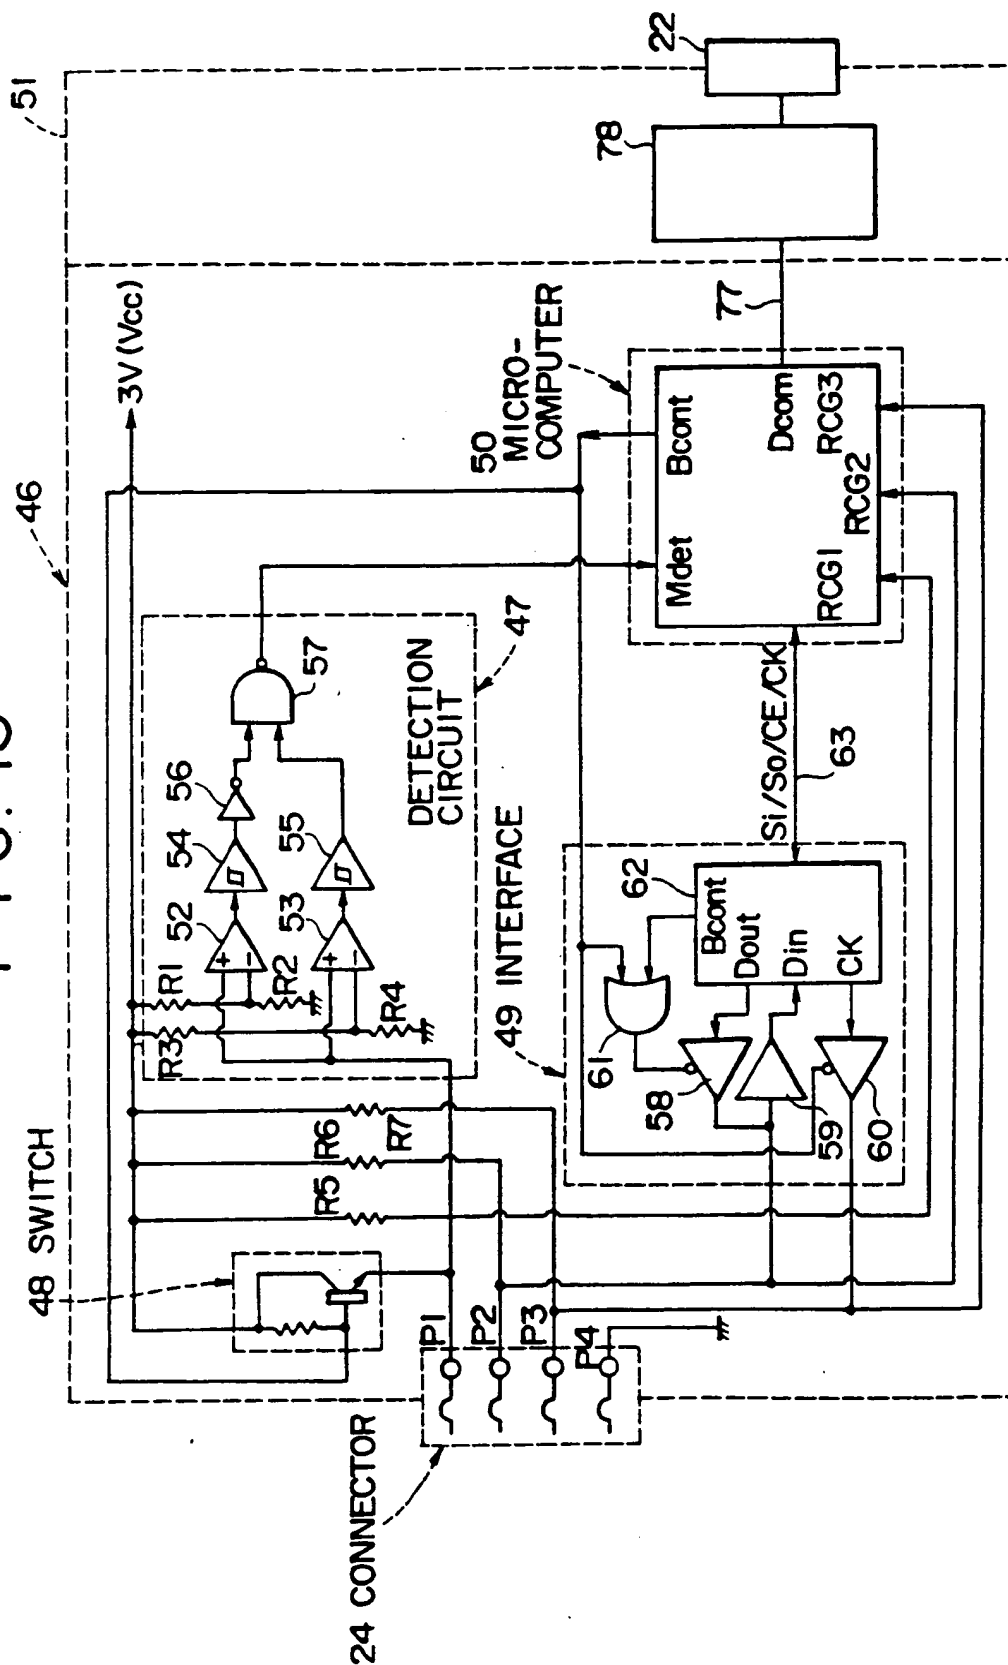 51
46
48 SWITCH
3V (Vcc)
R3
R1
52
54
56
R2
53
55
57
R4
R5
R6
R7
DETECTION
CIRCUIT
47
24 CONNECTOR
P1
P2
P3
P4
49 INTERFACE
50
MICRO-
COMPUTER
61
62
58
59
60
Bcont
Dout
Din
CK
Si/So/CE/CK
63
Mdet
Bcont
Dcom
RCG1
RCG2
RCG3
77
78
22